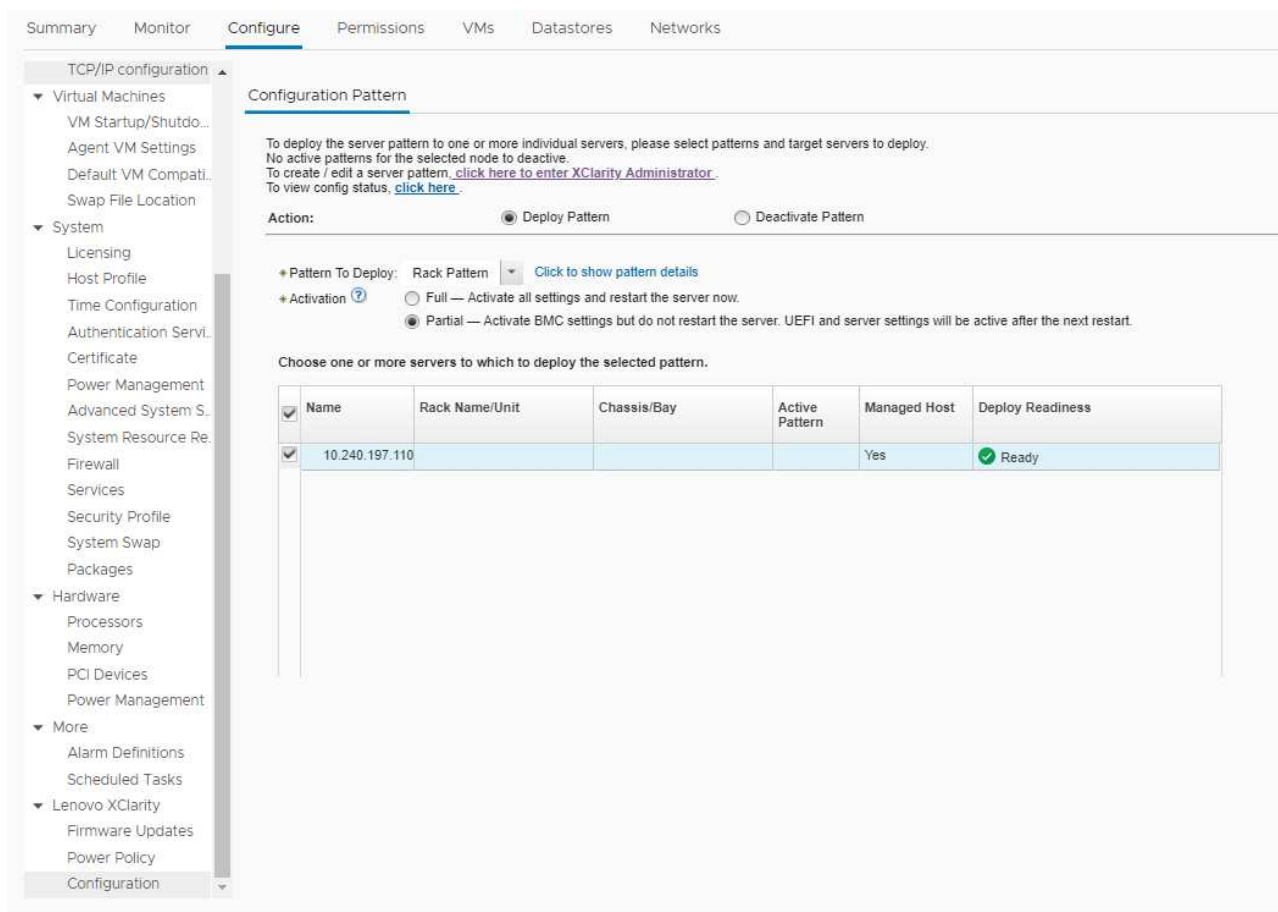 Summary Monitor Configure Permissions VMs Datastores Networks
TCP/IP configuration
Virtual Machines
VM Startup/Shutdo...
Agent VM Settings
Default VM Compati..
Swap File Location
System
Licensing
Host Profile
Time Configuration
Authentication Servi..
Certificate
Power Management
Advanced System S..
System Resource Re.
Firewall
Services
Security Profile
System Swap
Packages
Hardware
Processors
Memory
PCI Devices
Power Management
More
Alarm Definitions
Scheduled Tasks
Lenovo XClarity
Firmware Updates
Power Policy
Configuration
Configuration Pattern
To deploy the server pattern to one or more individual servers, please select patterns and target servers to deploy.
No active patterns for the selected node to deactive.
To create / edit a server pattern, click here to enter XClarity Administrator .
To view config status, click here .
Action: Deploy Pattern Deactivate Pattern
*Pattern To Deploy: Rack Pattern Click to show pattern details
*Activation ? Full — Activate all settings and restart the server now.
Partial — Activate BMC settings but do not restart the server. UEFI and server settings will be active after the next restart.
Choose one or more servers to which to deploy the selected pattern.
Name Rack Name/Unit Chassis/Bay Active Pattern Managed Host Deploy Readiness
10.240.197.110 Yes Ready